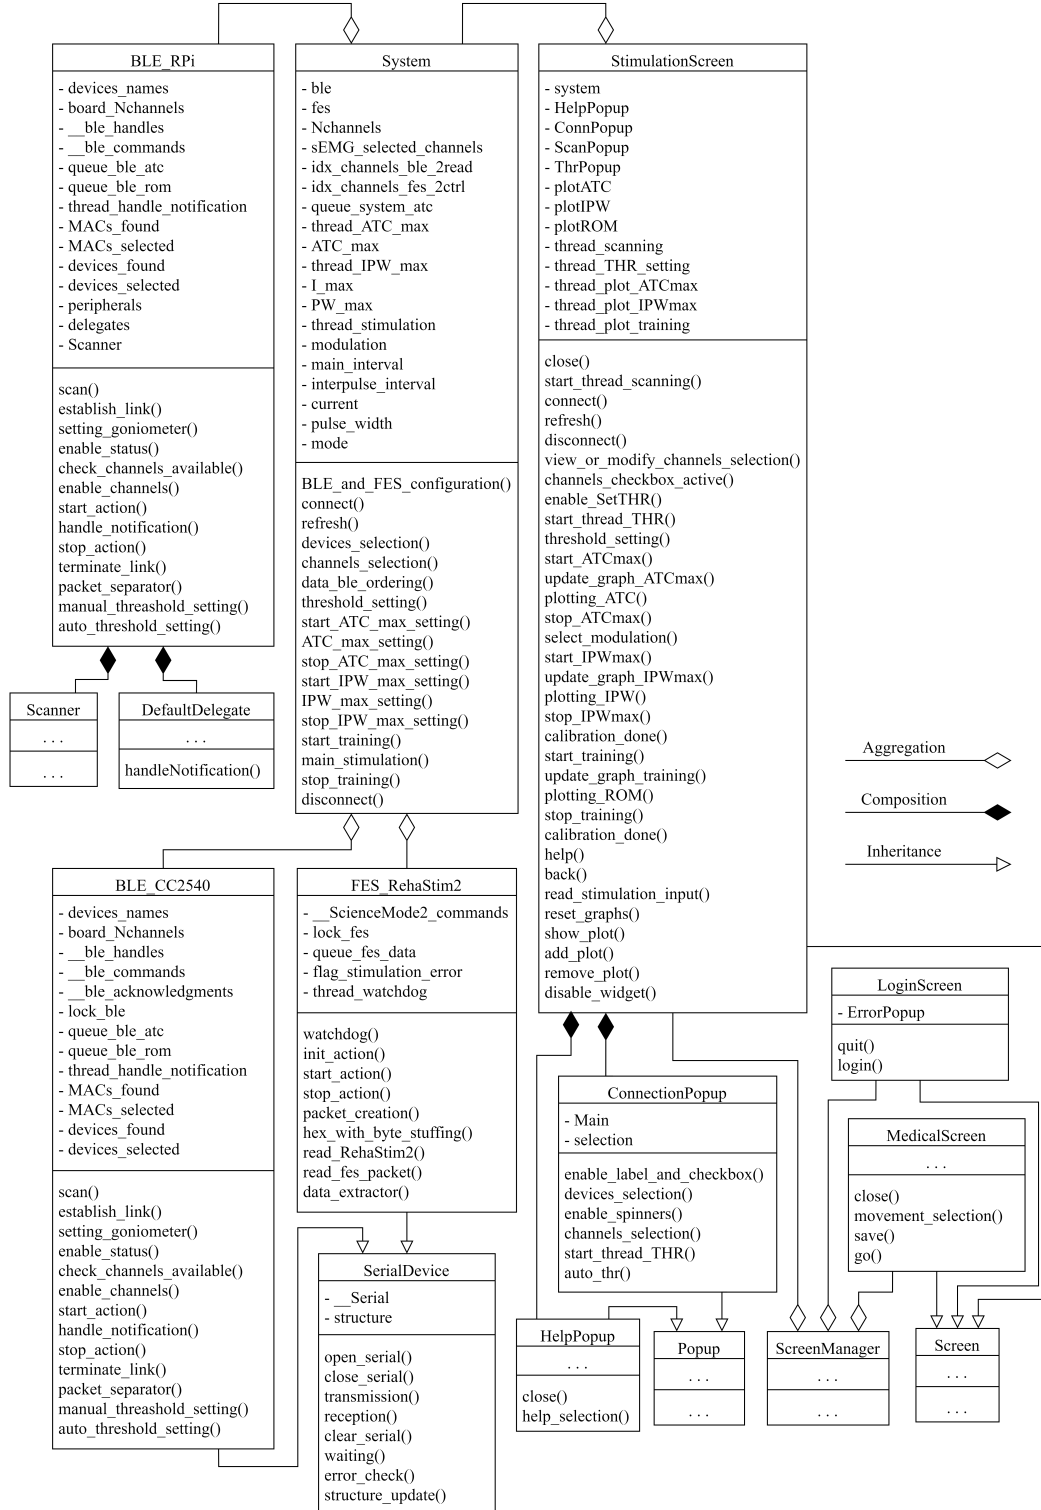 BLE_RPi
- devices_names
- board_Nchannels
- __ble_handles
- __ble_commands
- queue_ble_atc
- queue_ble_rom
- thread_handle_notification
- MACs_found
- MACs_selected
- devices_found
- devices_selected
- peripherals
- delegates
- Scanner
scan()
establish_link()
setting_goniometer()
enable_status()
check_channels_available()
enable_channels()
start_action()
handle_notification()
stop_action()
terminate_link()
packet_separator()
manual_threashold_setting()
auto_threshold_setting()
Scanner
. . .
. . .
DefaultDelegate
. . .
handleNotification()
System
- ble
- fes
- Nchannels
- sEMG_selected_channels
- idx_channels_ble_2read
- idx_channels_fes_2ctrl
- queue_system_atc
- thread_ATC_max
- ATC_max
- thread_IPW_max
- I_max
- PW_max
- thread_stimulation
- modulation
- main_interval
- interpulse_interval
- current
- pulse_width
- mode
BLE_and_FES_configuration()
connect()
refresh()
devices_selection()
channels_selection()
data_ble_ordering()
threshold_setting()
start_ATC_max_setting()
ATC_max_setting()
stop_ATC_max_setting()
start_IPW_max_setting()
IPW_max_setting()
stop_IPW_max_setting()
start_training()
main_stimulation()
stop_training()
disconnect()
StimulationScreen
- system
- HelpPopup
- ConnPopup
- ScanPopup
- ThrPopup
- plotATC
- plotIPW
- plotROM
- thread_scanning
- thread_THR_setting
- thread_plot_ATCmax
- thread_plot_IPWmax
- thread_plot_training
close()
start_thread_scanning()
connect()
refresh()
disconnect()
view_or_modify_channels_selection()
channels_checkbox_active()
enable_SetTHR()
start_thread_THR()
threshold_setting()
start_ATCmax()
update_graph_ATCmax()
plotting_ATC()
stop_ATCmax()
select_modulation()
start_IPWmax()
update_graph_IPWmax()
plotting_IPW()
stop_IPWmax()
calibration_done()
start_training()
update_graph_training()
plotting_ROM()
stop_training()
calibration_done()
help()
back()
read_stimulation_input()
reset_graphs()
show_plot()
add_plot()
remove_plot()
disable_widget()
Aggregation
Composition
Inheritance
BLE_CC2540
- devices_names
- board_Nchannels
- __ble_handles
- __ble_commands
- __ble_acknowledgments
- lock_ble
- queue_ble_atc
- queue_ble_rom
- thread_handle_notification
- MACs_found
- MACs_selected
- devices_found
- devices_selected
scan()
establish_link()
setting_goniometer()
enable_status()
check_channels_available()
enable_channels()
start_action()
handle_notification()
stop_action()
terminate_link()
packet_separator()
manual_threashold_setting()
auto_threshold_setting()
FES_RehaStim2
- __ScienceMode2_commands
- lock_fes
- queue_fes_data
- flag_stimulation_error
- thread_watchdog
watchdog()
init_action()
start_action()
stop_action()
packet_creation()
hex_with_byte_stuffing()
read_RehaStim2()
read_fes_packet()
data_extractor()
SerialDevice
- __Serial
- structure
open_serial()
close_serial()
transmission()
reception()
clear_serial()
waiting()
error_check()
structure_update()
ConnectionPopup
- Main
- selection
enable_label_and_checkbox()
devices_selection()
enable_spinners()
channels_selection()
start_thread_THR()
auto_thr()
LoginScreen
- ErrorPopup
quit()
login()
MedicalScreen
. . .
close()
movement_selection()
save()
go()
HelpPopup
. . .
close()
help_selection()
Popup
. . .
. . .
ScreenManager
. . .
. . .
Screen
. . .
. . .